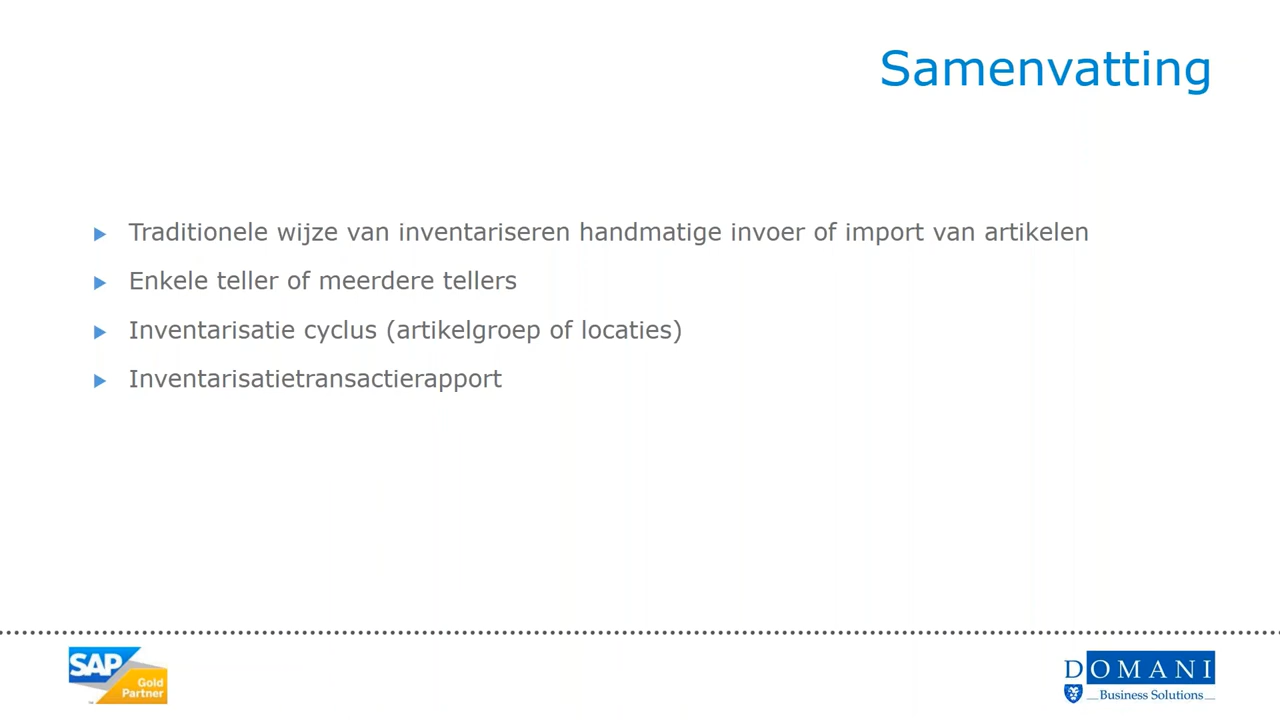 Samenvatting
Traditionele wijze van inventariseren handmatige invoer of import van artikelen
Enkele teller of meerdere tellers
Inventarisatie cyclus (artikelgroep of locaties)
Inventarisatietransactierapport
SAP
Gold
Partner
DOMANI
Business Solutions